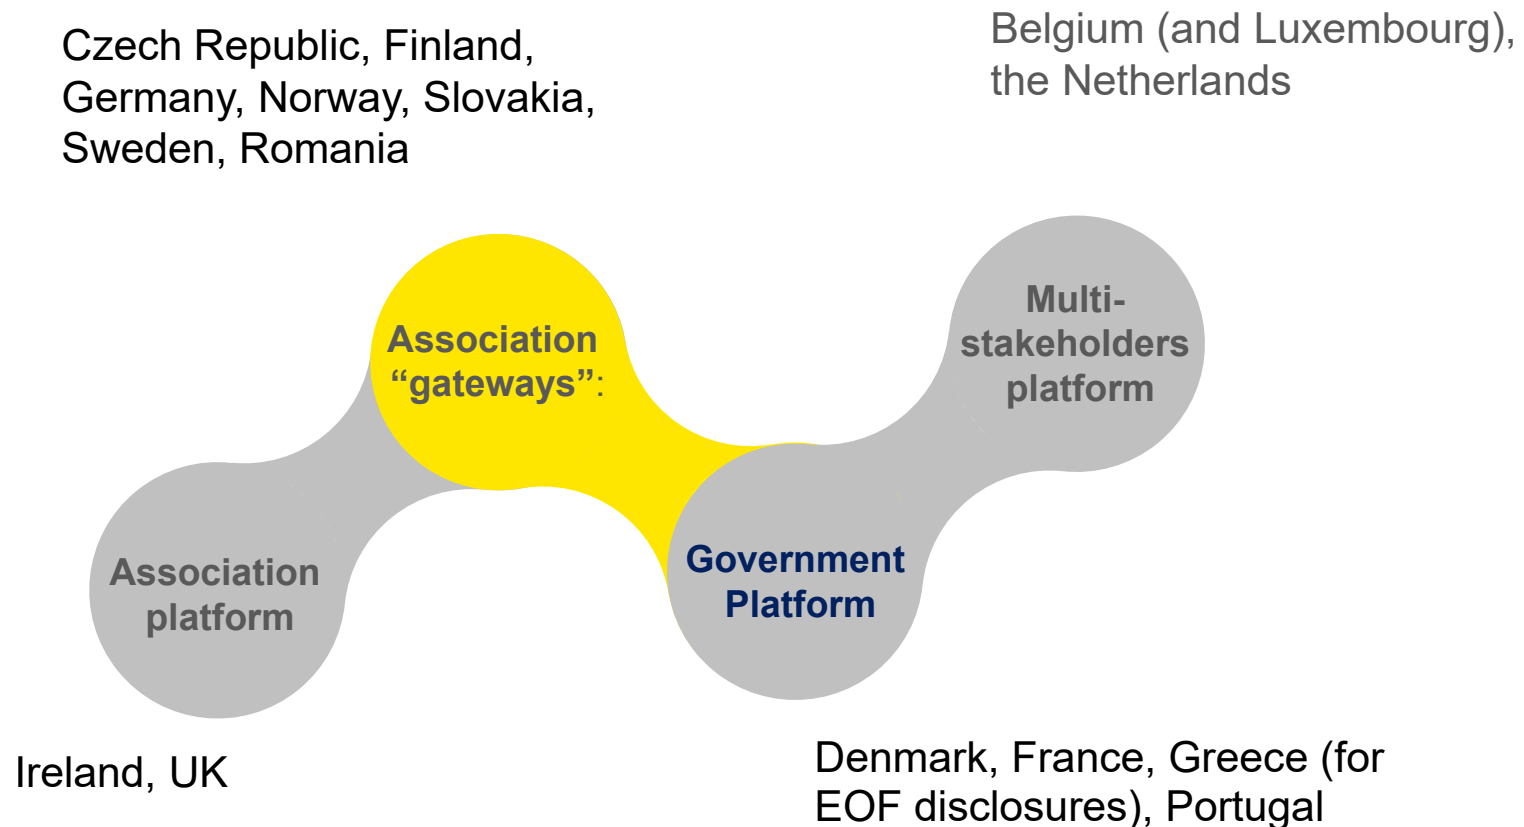 Czech Republic, Finland,
Germany, Norway, Slovakia,
Sweden, Romania
Belgium (and Luxembourg),
the Netherlands
Association
“gateways”:
Multi-
stakeholders
platform
Association
platform
Government
Platform
Ireland, UK
Denmark, France, Greece (for
EOF disclosures), Portugal